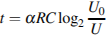 t = αRC log₂ U₀/U